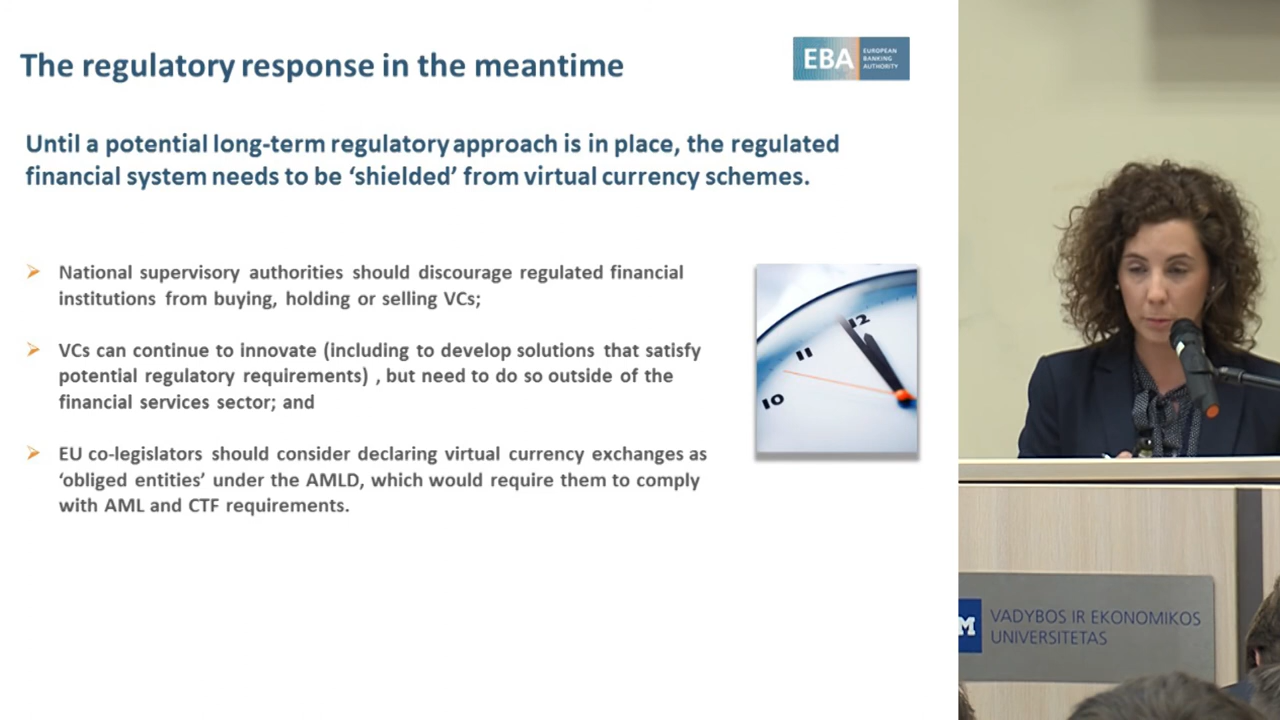 The regulatory response in the meantime
EBA
EUROPEAN
BANKING
AUTHORITY
Until a potential long-term regulatory approach is in place, the regulated
financial system needs to be ‘shielded’ from virtual currency schemes.
National supervisory authorities should discourage regulated financial
institutions from buying, holding or selling VCs;
VCs can continue to innovate (including to develop solutions that satisfy
potential regulatory requirements) , but need to do so outside of the
financial services sector; and
EU co-legislators should consider declaring virtual currency exchanges as
‘obliged entities’ under the AMLD, which would require them to comply
with AML and CTF requirements.
12
11
10
M
VADYBOS IR EKONOMIKOS
UNIVERSITETAS